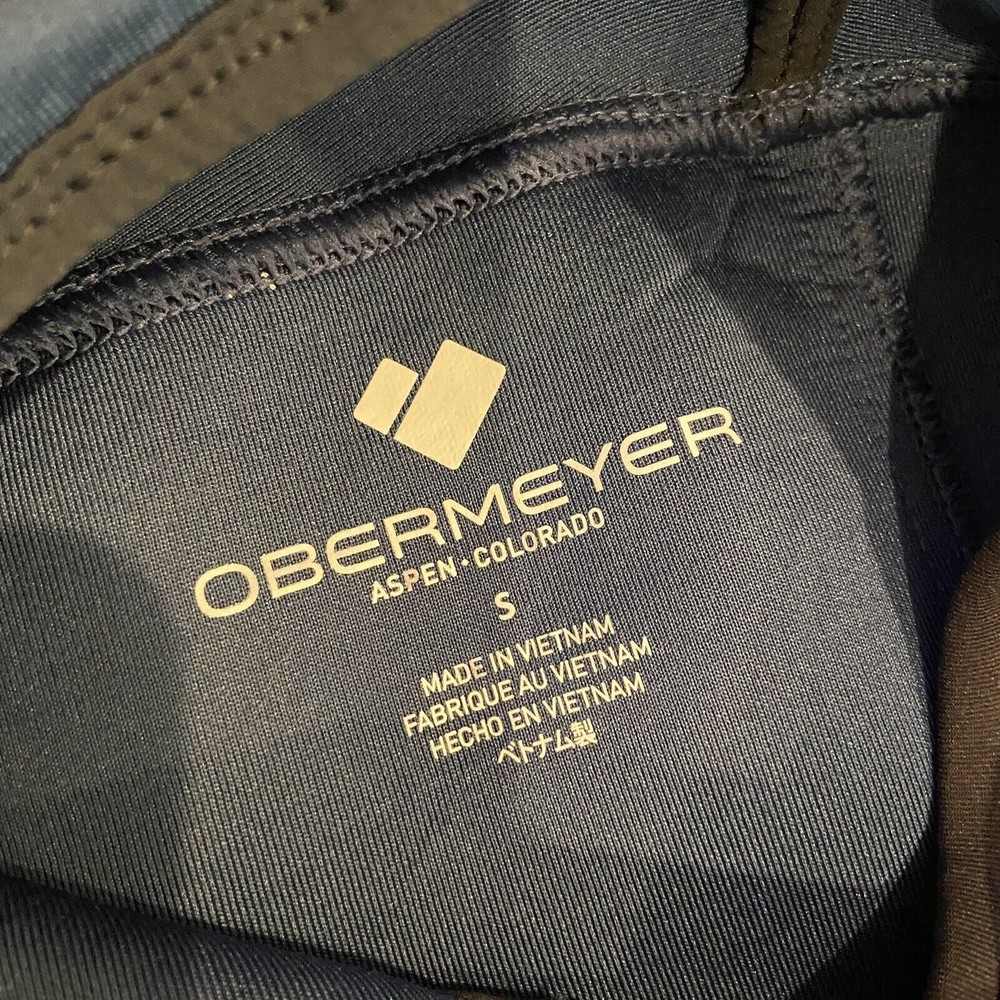 OBERMEYER
ASPEN·COLORADO
S
MADE IN VIETNAM
FABRIQUE AU VIETNAM
HECHO EN VIETNAM
ベトナム製